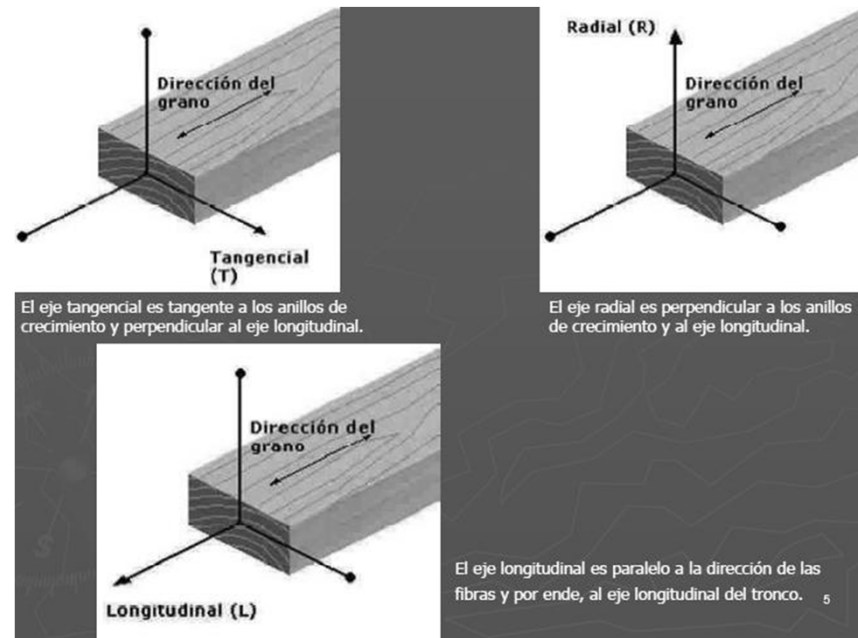 Dirección del
grano
Tangencial
(T)
El eje tangencial es tangente a los anillos de
crecimiento y perpendicular al eje longitudinal.
Radial (R)
Dirección del
grano
El eje radial es perpendicular a los anillos
de crecimiento y al eje longitudinal.
Dirección del
grano
Longitudinal (L)
El eje longitudinal es paralelo a la dirección de las
fibras y por ende, al eje longitudinal del tronco.
5